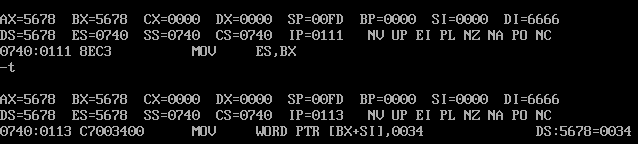 AX=5678 BX=5678 CX=0000 DX=0000 SP=00FD BP=0000 SI=0000 DI=6666
DS=5678 ES=0740 SS=0740 CS=0740 IP=0111 NV UP EI PL NZ NA PO NC
0740:0111 8EC3 MOV ES,BX
-t
AX=5678 BX=5678 CX=0000 DX=0000 SP=00FD BP=0000 SI=0000 DI=6666
DS=5678 ES=5678 SS=0740 CS=0740 IP=0113 NV UP EI PL NZ NA PO NC
0740:0113 C7003400 MOV WORD PTR [BX+SI],0034 DS:5678=0034